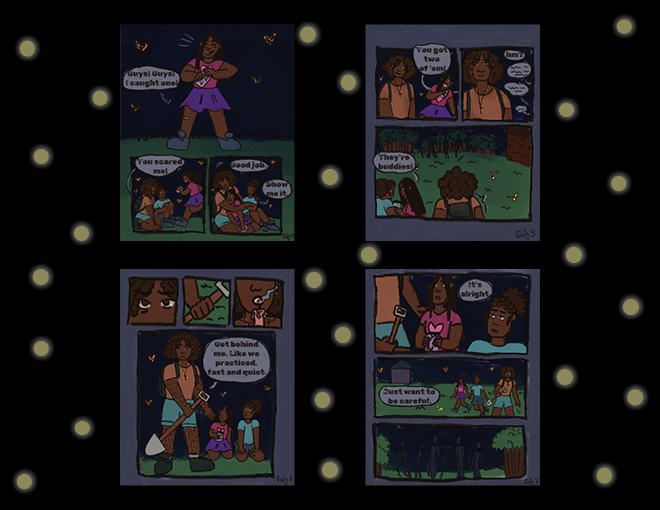 Guys! Guys!
I caught one!
You scared
me!
Good job.
Show
me it.
You got
two
of 'em!
hm?
They're
buddies!
Get behind
me. Like we
practiced,
fast and quiet.
It's
alright
Just want to
be careful.